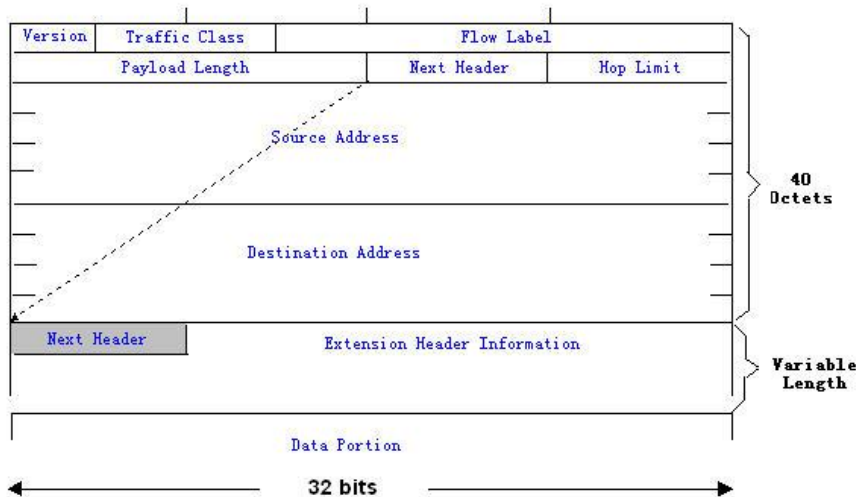 Version Traffic Class Flow Label
Payload Length Next Header Hop Limit
Source Address
40
Octets
Destination Address
Next Header Extension Header Information
Variable
Length
Data Portion
32 bits